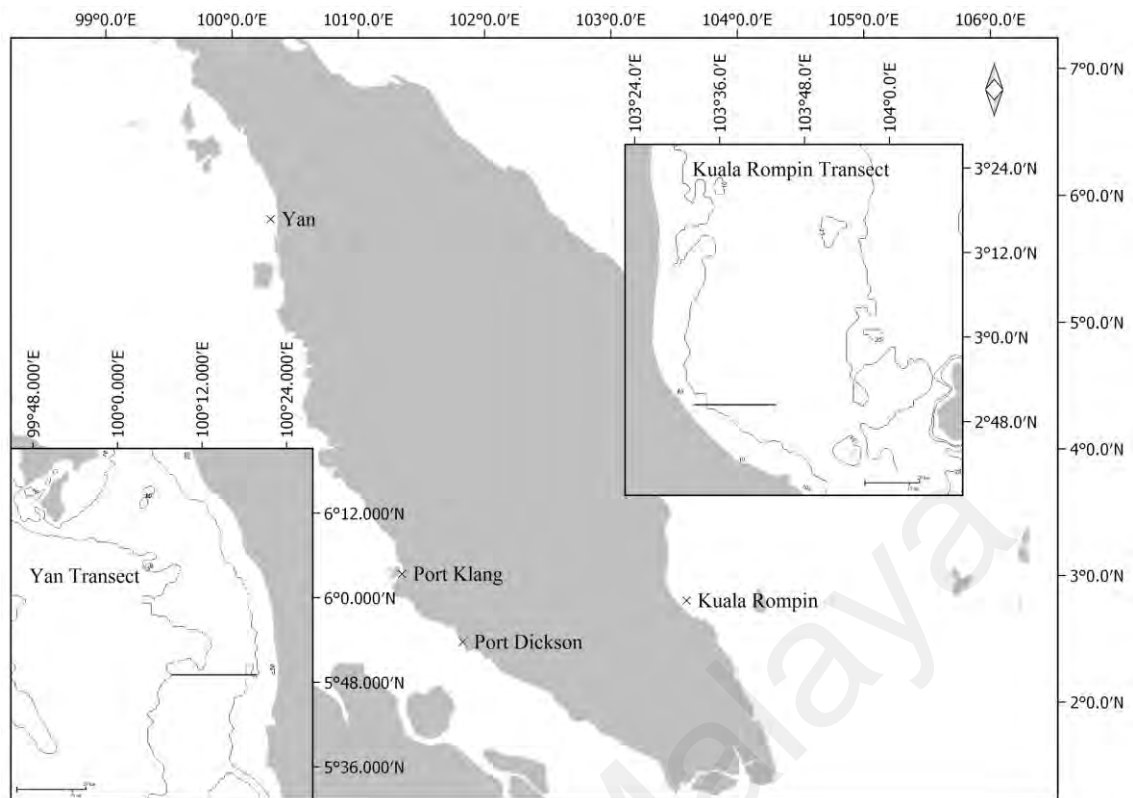 99°0.0'E 100°0.0'E 101°0.0'E 102°0.0'E 103°0.0'E 104°0.0'E 105°0.0'E 106°0.0'E
7°0.0'N
6°0.0'N
5°0.0'N
4°0.0'N
3°0.0'N
2°0.0'N
103°24.0'E
103°36.0'E
103°48.0'E
104°0.0'E
Kuala Rompin Transect
3°24.0'N
3°12.0'N
3°0.0'N
2°48.0'N
Yan
99°48.000'E
100°0.000'E
100°12.000'E
100°24.000'E
6°12.000'N
Yan Transect
6°0.000'N
5°48.000'N
5°36.000'N
Port Klang
Port Dickson
Kuala Rompin
Malaya